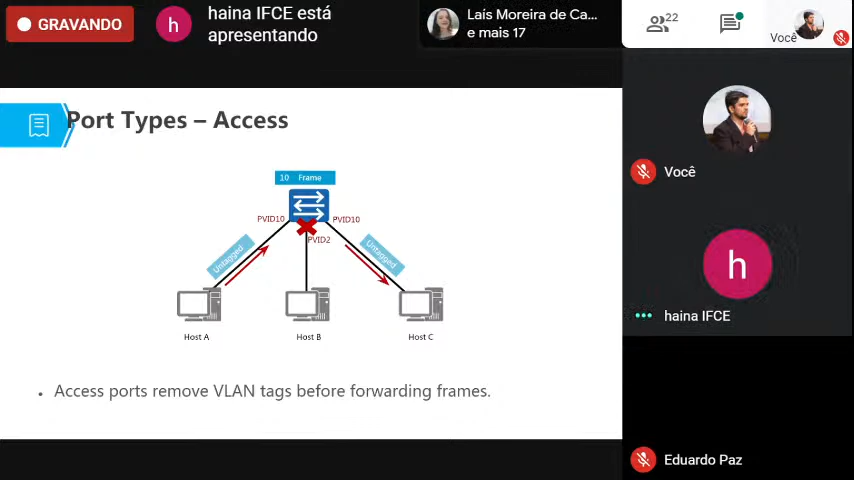 GRAVANDO
h
haina IFCE está
apresentando
Laís Moreira de Ca...
e mais 17
22
Você
Port Types – Access
10 Frame
PVID10
PVID10
PVID2
Untagged
Untagged
Host A
Host B
Host C
• Access ports remove VLAN tags before forwarding frames.
Você
h
haina IFCE
Eduardo Paz